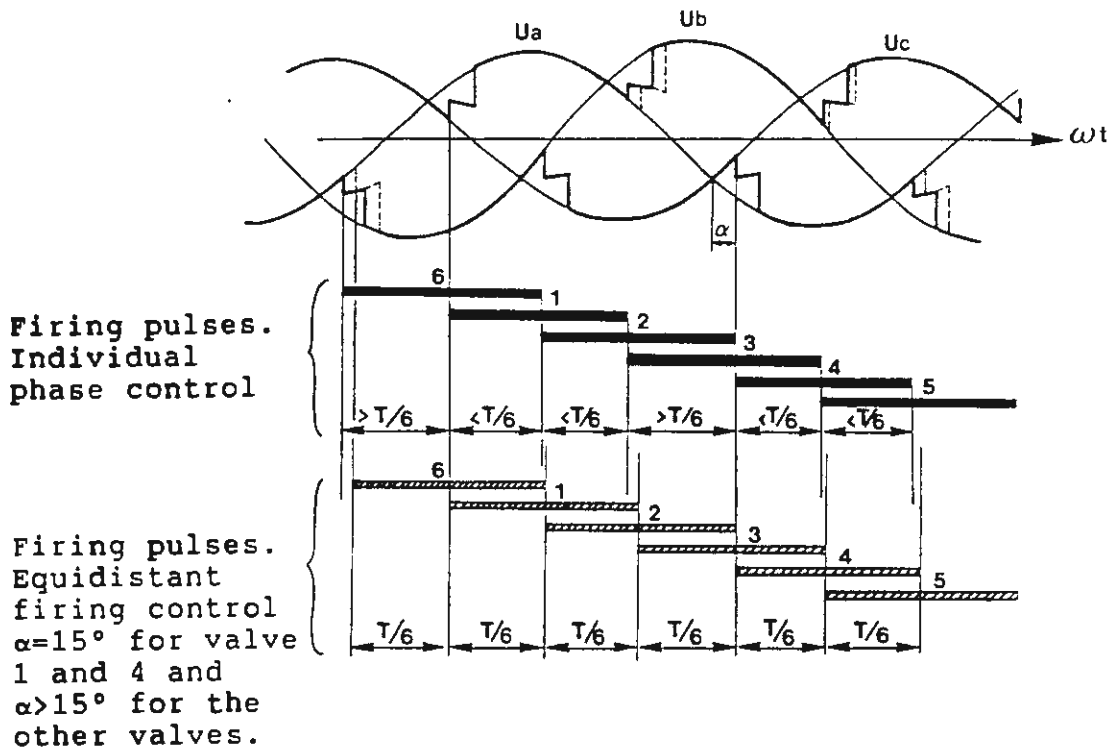 Ua
Ub
Uc
ωt
α
Firing pulses.
Individual
phase control
6
1
2
3
4
5
>T/6
<T/6
<T/6
>T/6
<T/6
<T/6
Firing pulses.
Equidistant
firing control
α=15° for valve
1 and 4 and
α>15° for the
other valves.
6
1
2
3
4
5
T/6
T/6
T/6
T/6
T/6
T/6